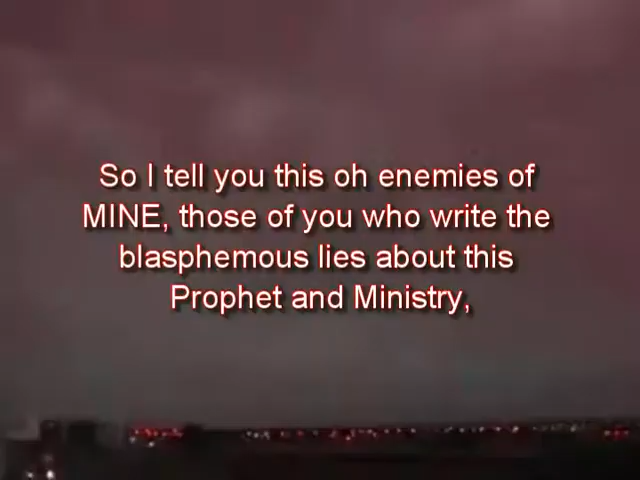 So I tell you this oh enemies of
MINE, those of you who write the
blasphemous lies about this
Prophet and Ministry,